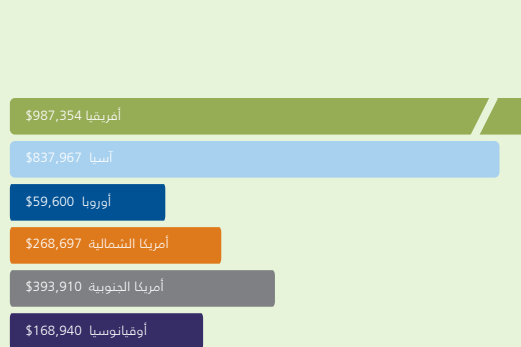 أفريقيا $987,354
آسيا $837,967
أوروبا $59,600
أمريكا الشمالية $268,697
أمريكا الجنوبية $393,910
أوقيانوسيا $168,940